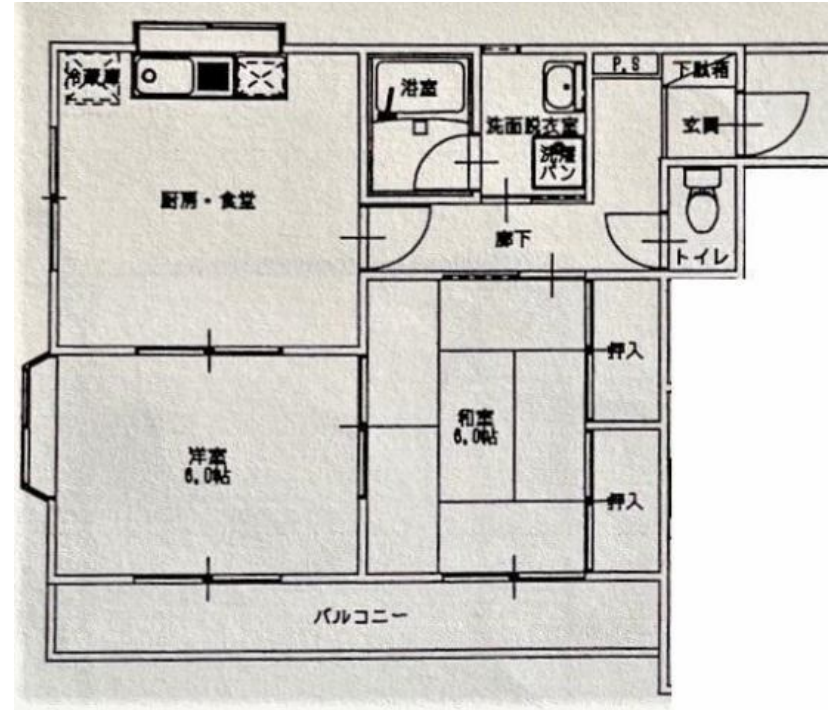 冷蔵庫
浴室
洗面脱衣室
洗濯
パン
P.S
下駄箱
玄関
厨房・食堂
廊下
トイレ
押入
和室
6.0帖
洋室
6.0帖
押入
バルコニー